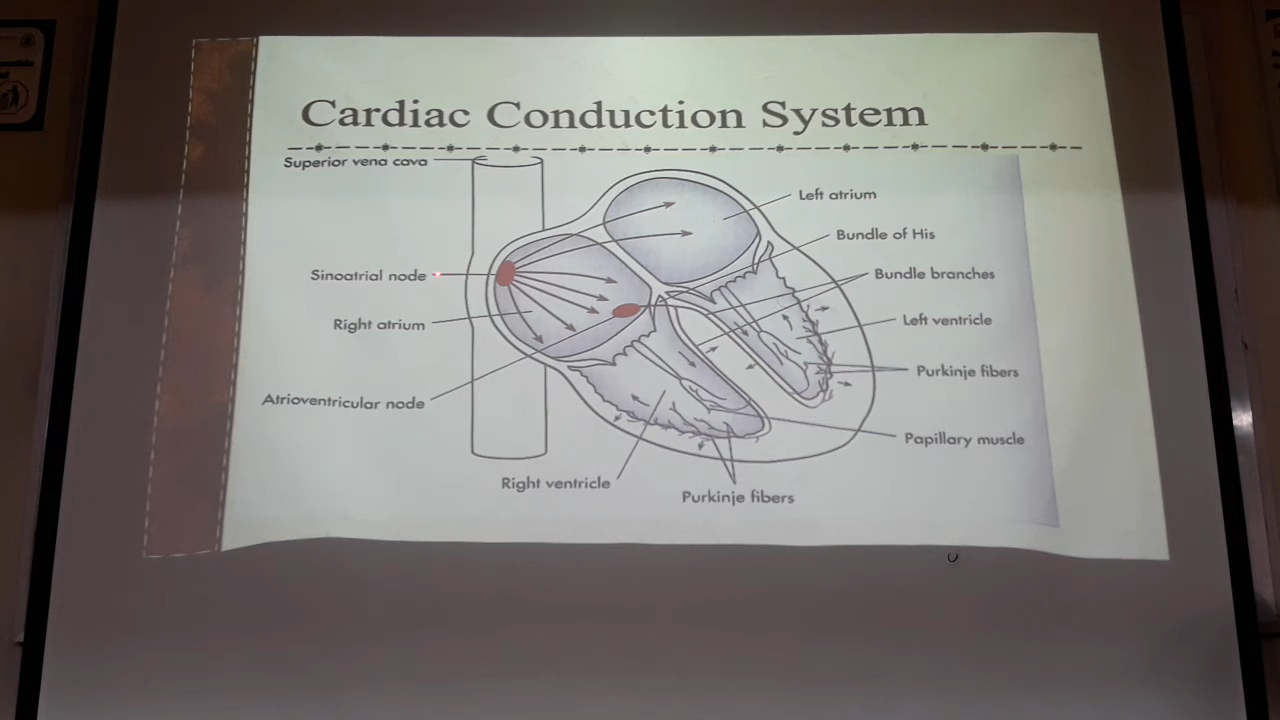 Cardiac Conduction System
Superior vena cava
Left atrium
Bundle of His
Sinoatrial node
Bundle branches
Right atrium
Left ventricle
Purkinje fibers
Atrioventricular node
Papillary muscle
Right ventricle
Purkinje fibers